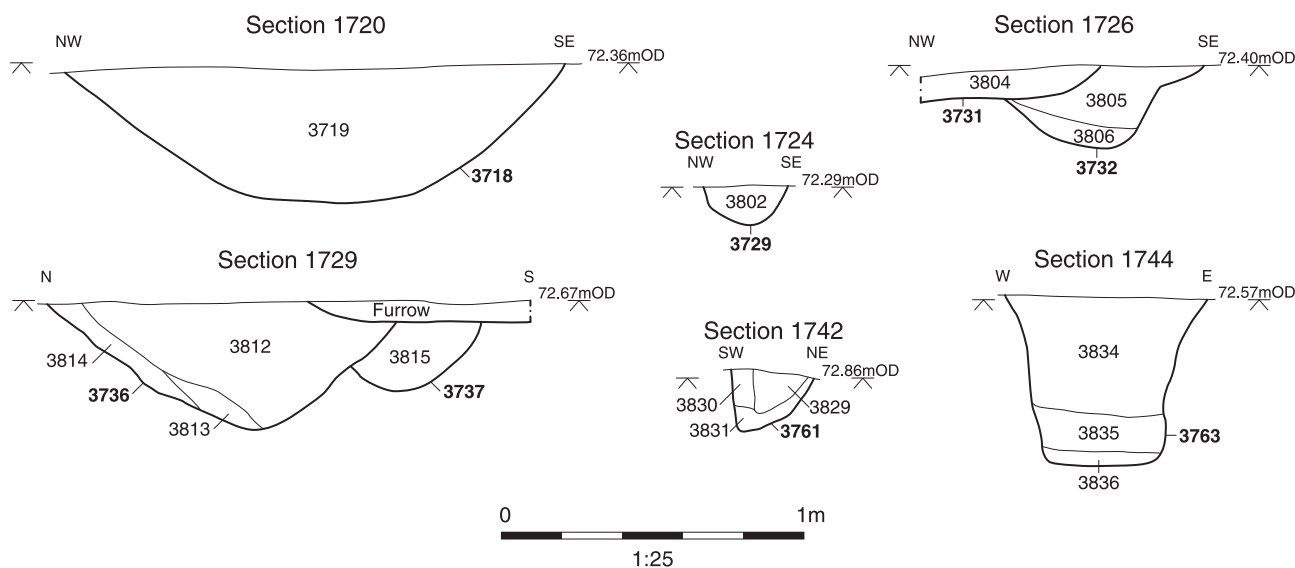 Section 1720
NW SE
72.36mOD
3719
3718
Section 1726
NW SE
72.40mOD
3804
3805
3731
3806
3732
Section 1724
NW SE
72.29mOD
3802
3729
Section 1729
N S
72.67mOD
Furrow
3812
3814
3815
3736
3737
3813
Section 1742
SW NE
72.86mOD
3830
3829
3831
3761
Section 1744
W E
72.57mOD
3834
3835
3763
3836
0 1m
1:25